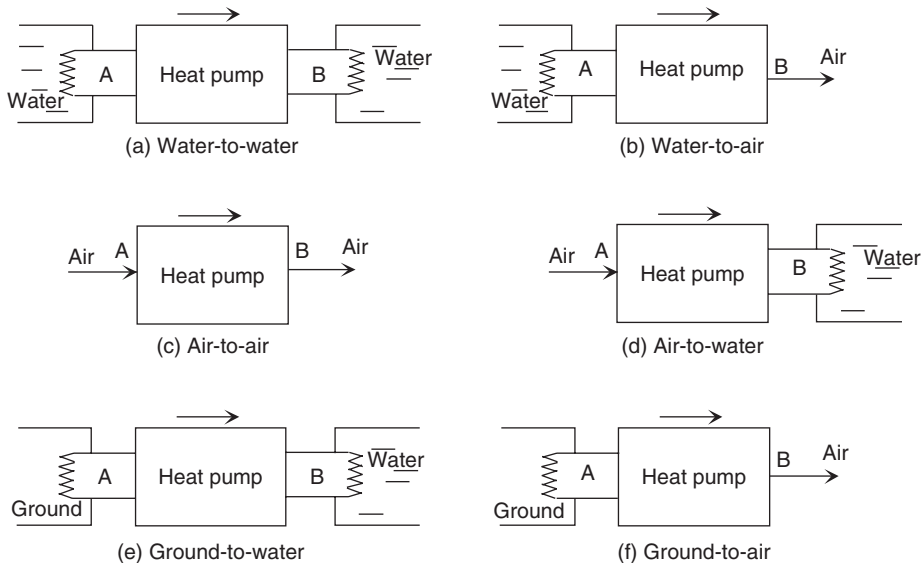 A Heat pump B Water
Water
(a) Water-to-water
A Heat pump B Air
Water
(b) Water-to-air
Air A Heat pump B Air
(c) Air-to-air
Air A Heat pump B Water
(d) Air-to-water
A Heat pump B Water
Ground
(e) Ground-to-water
A Heat pump B Air
Ground
(f) Ground-to-air